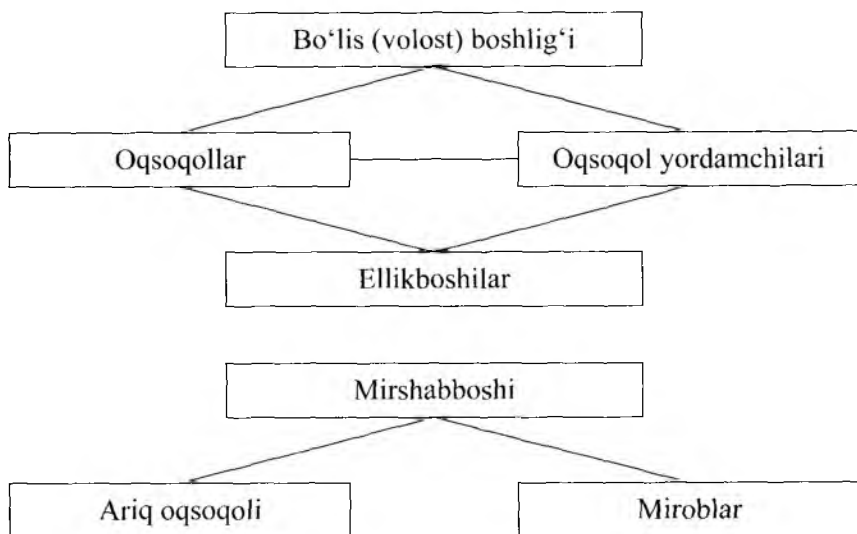 Bo‘lis (volost) boshlig‘i
Oqsoqollar
Oqsoqol yordamchilari
Ellikboshilar
Mirshabboshi
Ariq oqsoqoli
Miroblar